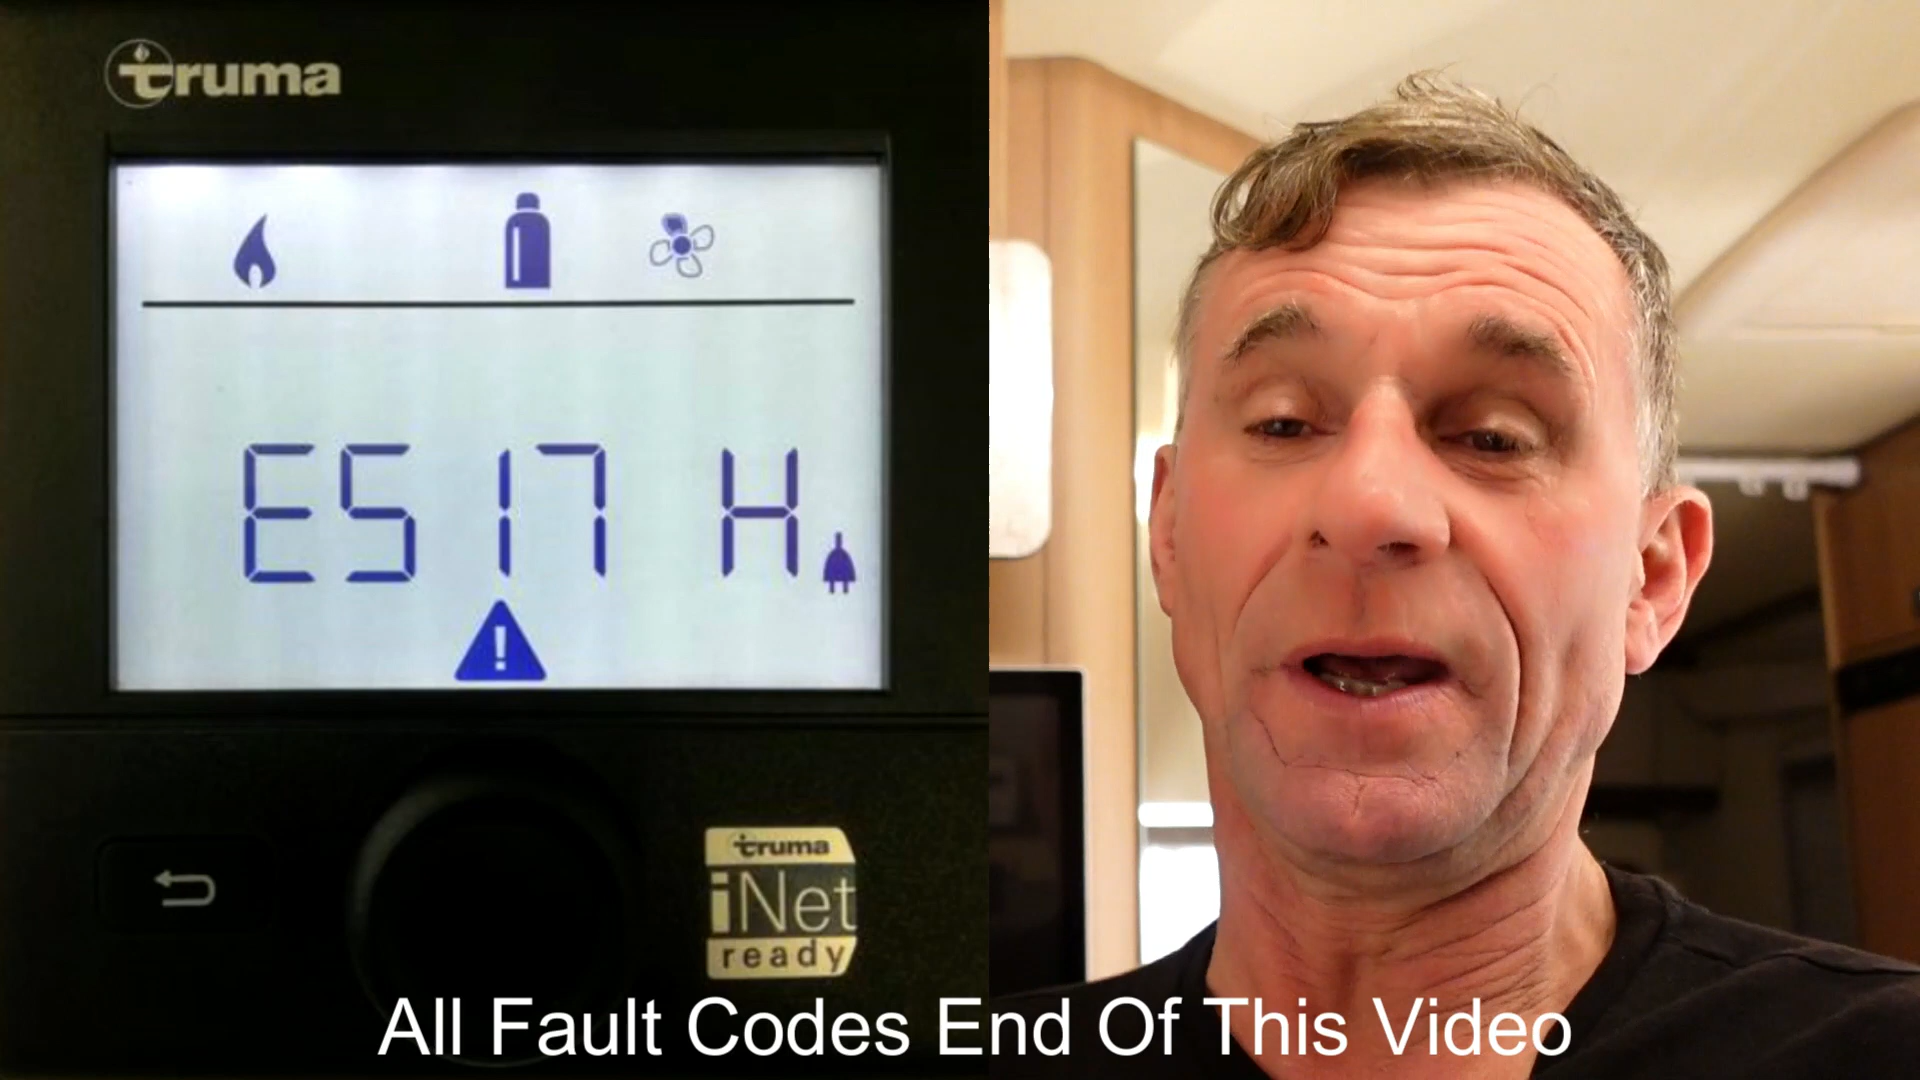 truma
E517 H
truma
iNet
ready
All Fault Codes End Of This Video